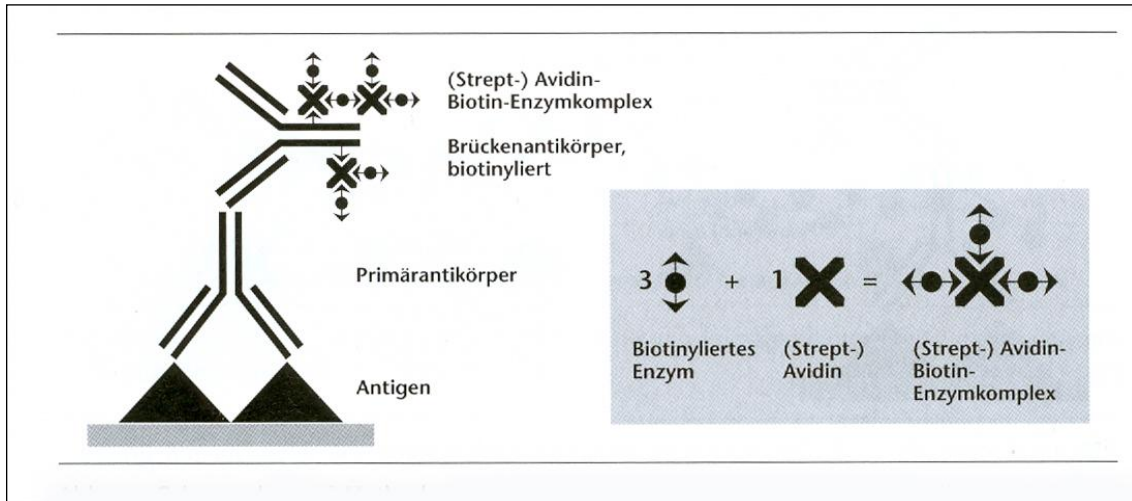 (Strept-) Avidin-
Biotin-Enzymkomplex
Brückenantikörper,
biotinyliert
Primärantikörper
Antigen
3 + 1 =
Biotinyliertes
Enzym
(Strept-)
Avidin
(Strept-) Avidin-
Biotin-
Enzymkomplex